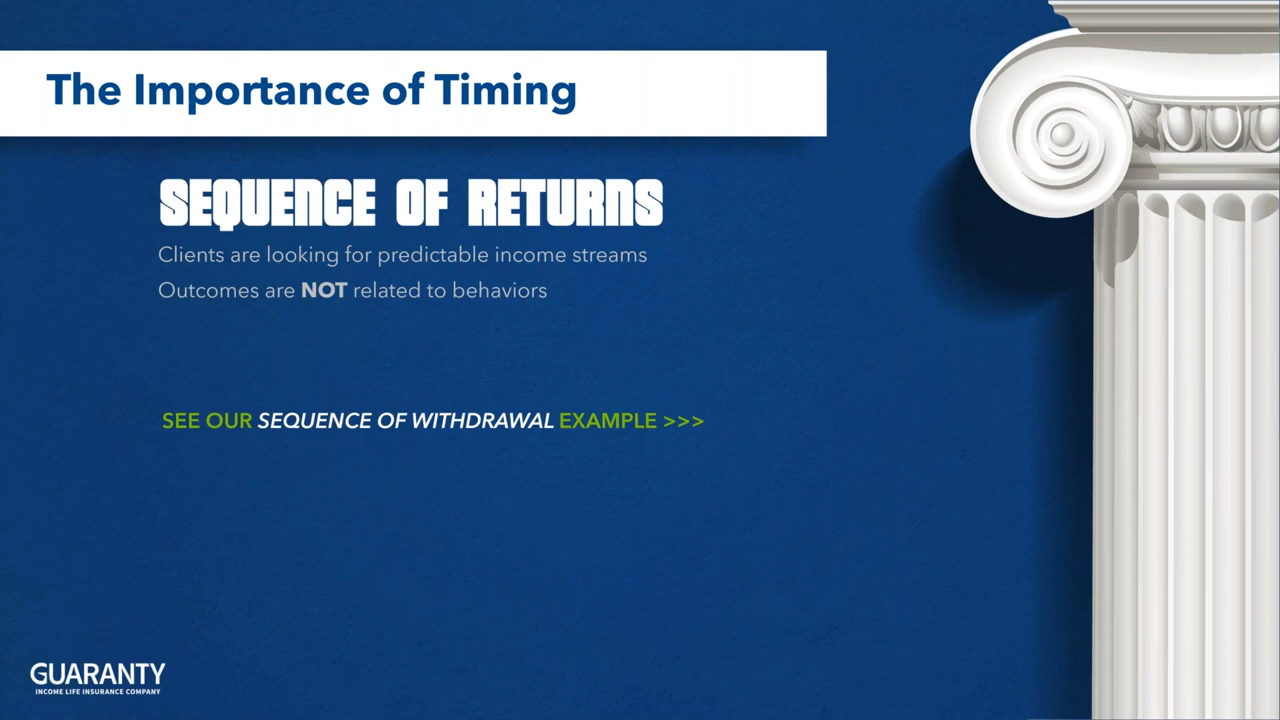 The Importance of Timing
SEQUENCE OF RETURNS
Clients are looking for predictable income streams
Outcomes are NOT related to behaviors
SEE OUR SEQUENCE OF WITHDRAWAL EXAMPLE >>>
GUARANTY
INCOME LIFE INSURANCE COMPANY